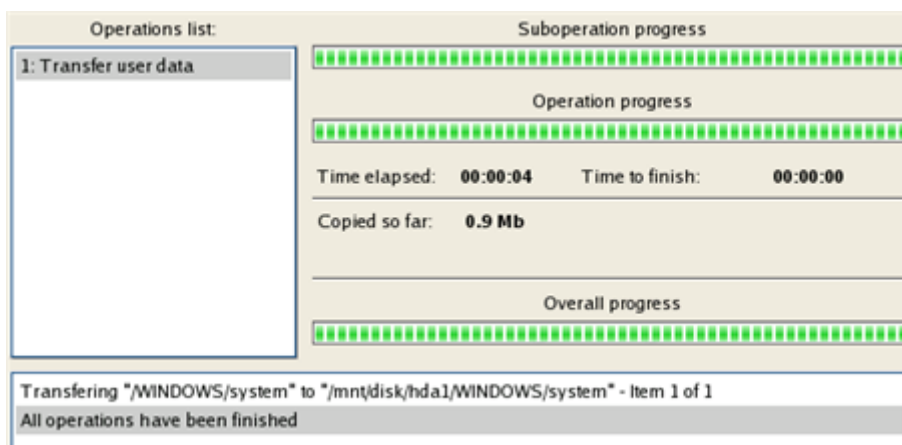 Operations list:
1: Transfer user data
Suboperation progress
Operation progress
Time elapsed: 00:00:04 Time to finish: 00:00:00
Copied so far: 0.9 Mb
Overall progress
Transfering "/WINDOWS/system" to "/mnt/disk/hda1/WINDOWS/system" - Item 1 of 1
All operations have been finished